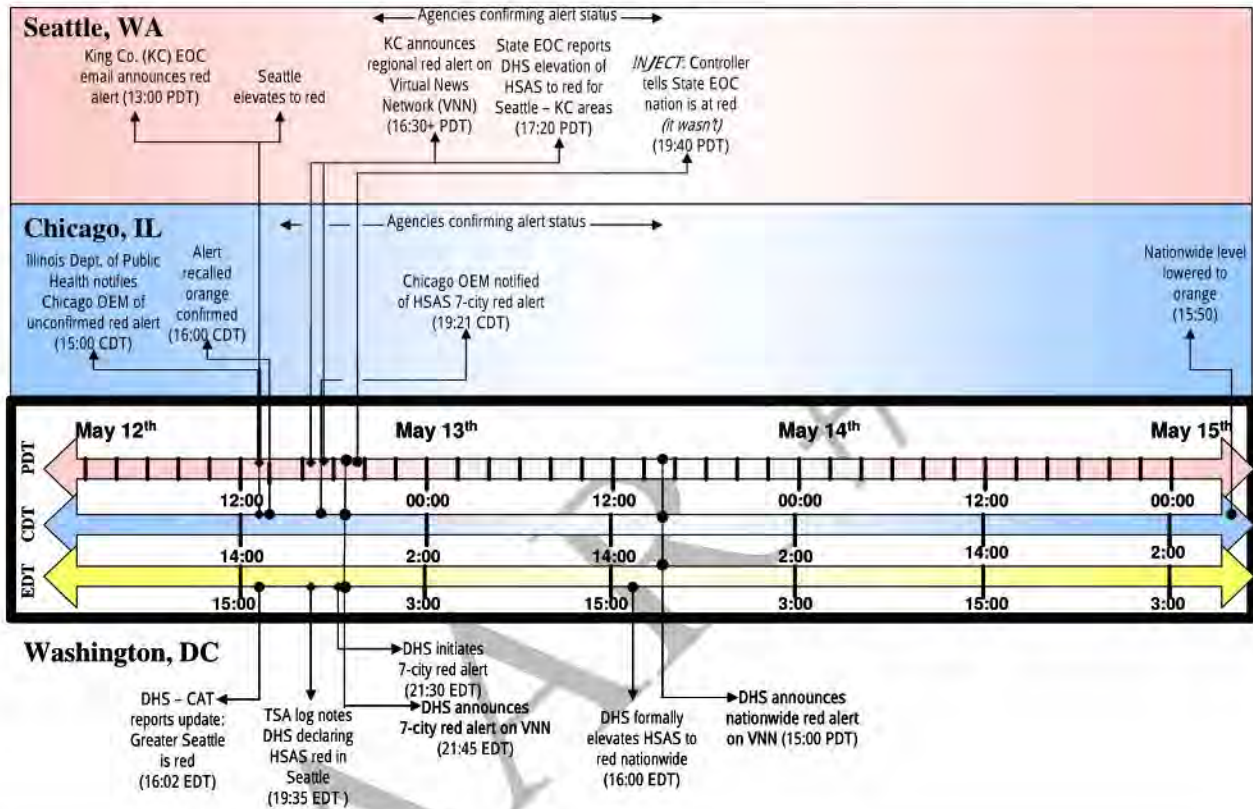 Agencies confirming alert status
Seattle, WA
King Co. (KC) EOC
email announces red
alert (13:00 PDT)
Seattle
elevates to red
KC announces
regional red alert on
Virtual News
Network (VNN)
(16:30+ PDT)
State EOC reports
DHS elevation of
HSAS to red for
Seattle – KC areas
(17:20 PDT)
INJECT: Controller
tells State EOC
nation is at red
(it wasn't)
(19:40 PDT)
Agencies confirming alert status
Chicago, IL
Illinois Dept. of Public
Health notifies
Chicago OEM of
unconfirmed red alert
(15:00 CDT)
Alert
recalled
orange
confirmed
(16:00 CDT)
Chicago OEM notified
of HSAS 7-city red alert
(19:21 CDT)
Nationwide level
lowered to
orange
(15:50)
May 12th May 13th May 14th May 15th
PDT
12:00 00:00 12:00 00:00 12:00 00:00
CDT
14:00 2:00 14:00 2:00 14:00 2:00
EDT
15:00 3:00 15:00 3:00 15:00 3:00
Washington, DC
DHS – CAT
reports update:
Greater Seattle
is red
(16:02 EDT)
TSA log notes
DHS declaring
HSAS red in
Seattle
(19:35 EDT )
DHS initiates
7-city red alert
(21:30 EDT)
DHS announces
7-city red alert on VNN
(21:45 EDT)
DHS formally
elevates HSAS to
red nationwide
(16:00 EDT)
DHS announces
nationwide red alert
on VNN (15:00 PDT)